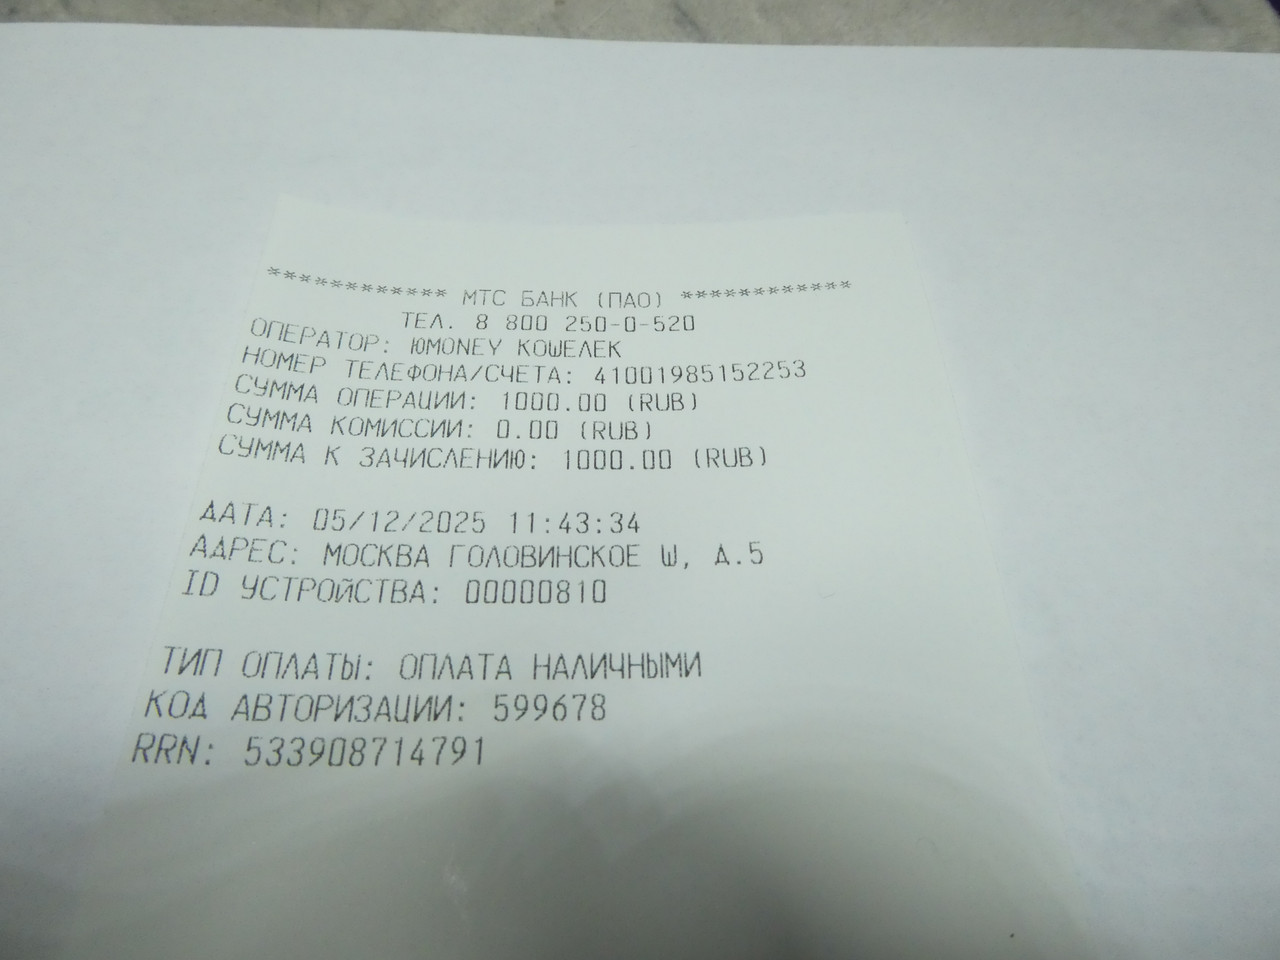 ************ МТС БАНК (ПАО) ************
ТЕЛ. 8 800 250-0-520
ОПЕРАТОР: ЮMONEY КОШЕЛЕК
НОМЕР ТЕЛЕФОНА/СЧЕТА: 41001985152253
СУММА ОПЕРАЦИИ: 1000.00 (RUB)
СУММА КОМИССИИ: 0.00 (RUB)
СУММА К ЗАЧИСЛЕНИЮ: 1000.00 (RUB)
ДАТА: 05/12/2025 11:43:34
АДРЕС: МОСКВА ГОЛОВИНСКОЕ Ш, Д.5
ID УСТРОЙСТВА: 00000810
ТИП ОПЛАТЫ: ОПЛАТА НАЛИЧНЫМИ
КОД АВТОРИЗАЦИИ: 599678
RRN: 533908714791